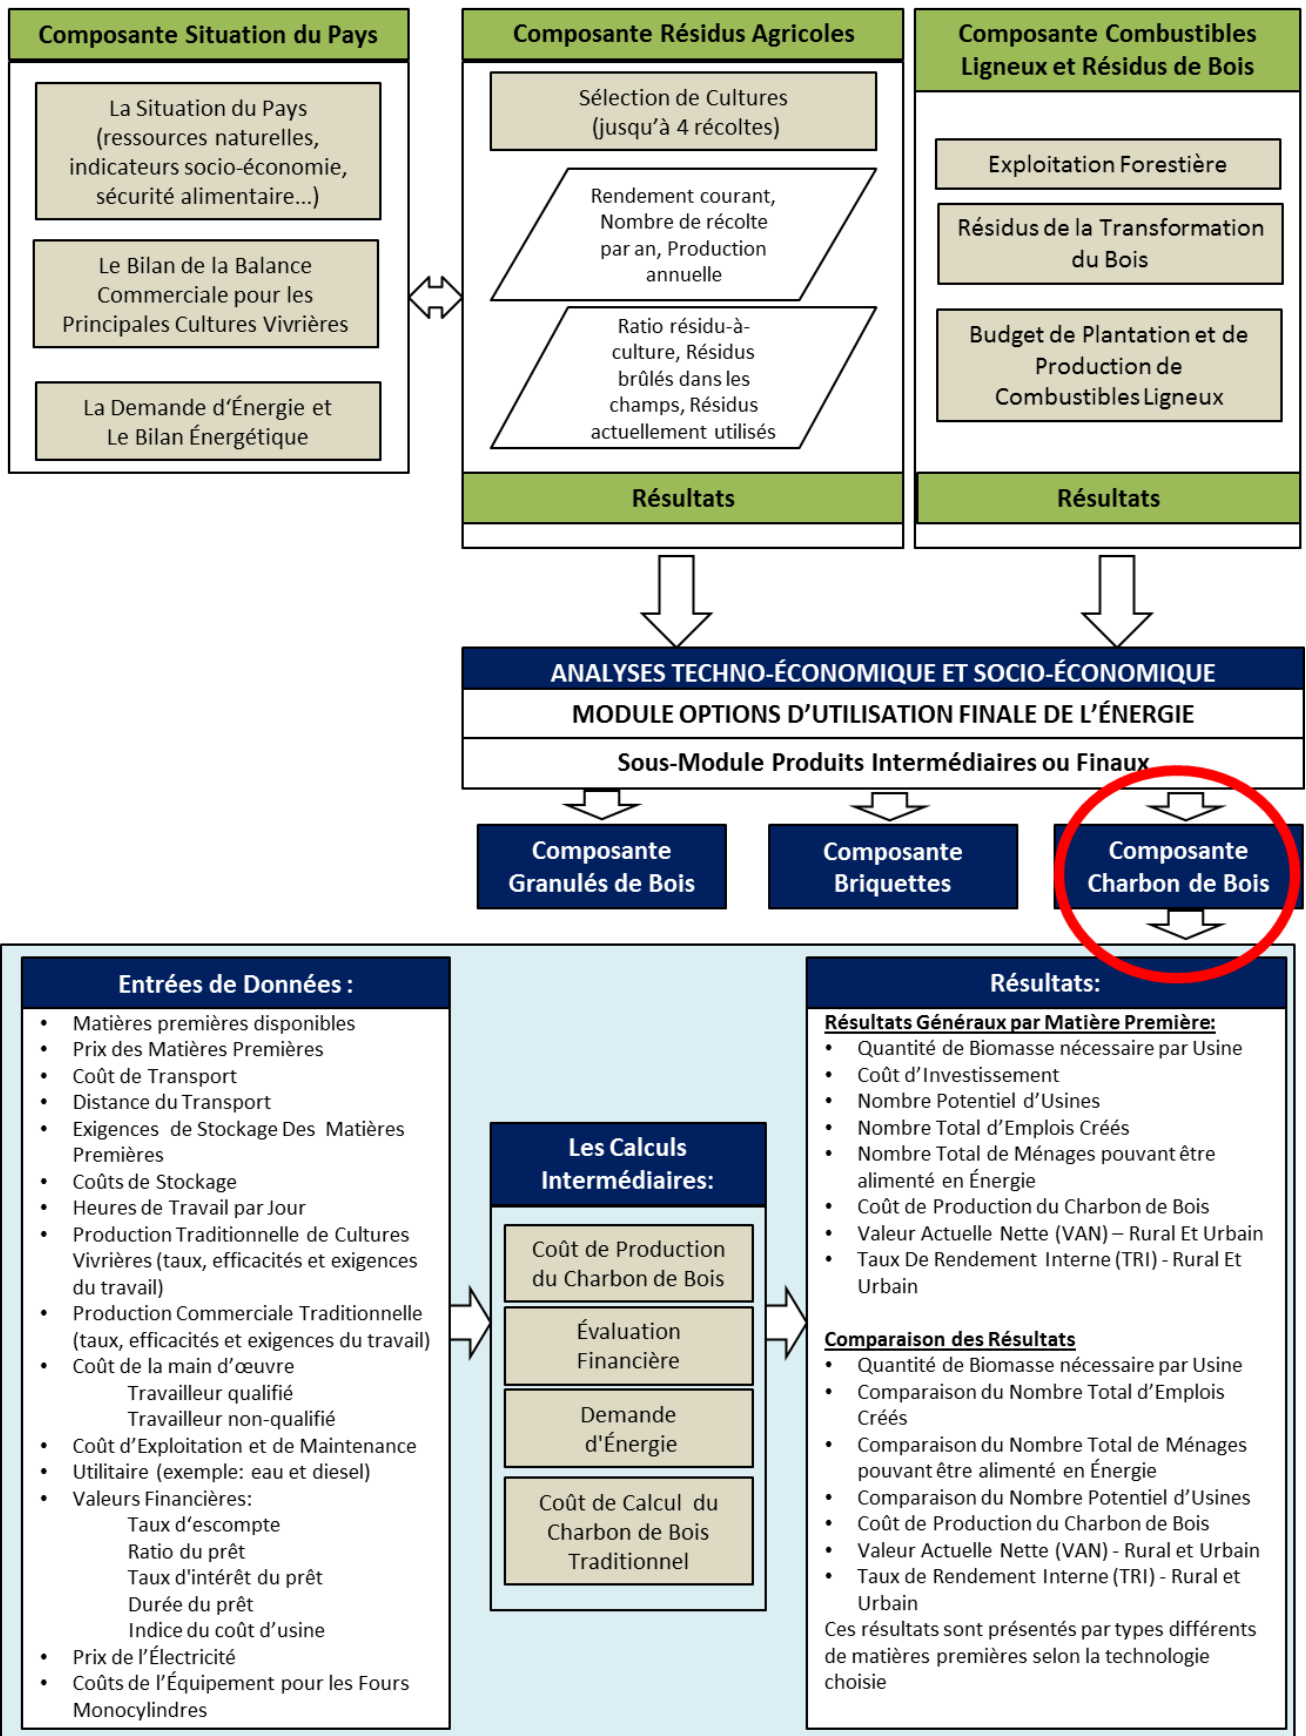 Composante Situation du Pays
La Situation du Pays
(ressources naturelles,
indicateurs socio-économie,
sécurité alimentaire...)
Le Bilan de la Balance
Commerciale pour les
Principales Cultures Vivrières
La Demande d‘Énergie et
Le Bilan Énergétique
Composante Résidus Agricoles
Sélection de Cultures
(jusqu’à 4 récoltes)
Rendement courant,
Nombre de récolte
par an, Production
annuelle
Ratio résidu-à-
culture, Résidus
brûlés dans les
champs, Résidus
actuellement utilisés
Résultats
Composante Combustibles
Ligneux et Résidus de Bois
Exploitation Forestière
Résidus de la Transformation
du Bois
Budget de Plantation et de
Production de
Combustibles Ligneux
Résultats
ANALYSES TECHNO-ÉCONOMIQUE ET SOCIO-ÉCONOMIQUE
MODULE OPTIONS D’UTILISATION FINALE DE L’ÉNERGIE
Sous-Module Produits Intermédiaires ou Finaux
Composante
Granulés de Bois
Composante
Briquettes
Composante
Charbon de Bois
Entrées de Données :
• Matières premières disponibles
• Prix des Matières Premières
• Coût de Transport
• Distance du Transport
• Exigences de Stockage Des Matières
Premières
• Coûts de Stockage
• Heures de Travail par Jour
• Production Traditionnelle de Cultures
Vivrières (taux, efficacités et exigences
du travail)
• Production Commerciale Traditionnelle
(taux, efficacités et exigences du travail)
• Coût de la main d’œuvre
Travailleur qualifié
Travailleur non-qualifié
• Coût d’Exploitation et de Maintenance
• Utilitaire (exemple: eau et diesel)
• Valeurs Financières:
Taux d‘escompte
Ratio du prêt
Taux d'intérêt du prêt
Durée du prêt
Indice du coût d’usine
• Prix de l’Électricité
• Coûts de l’Équipement pour les Fours
Monocylindres
Les Calculs
Intermédiaires:
Coût de Production
du Charbon de Bois
Évaluation
Financière
Demande
d'Énergie
Coût de Calcul du
Charbon de Bois
Traditionnel
Résultats:
Résultats Généraux par Matière Première:
• Quantité de Biomasse nécessaire par Usine
• Coût d’Investissement
• Nombre Potentiel d’Usines
• Nombre Total d’Emplois Créés
• Nombre Total de Ménages pouvant être
alimenté en Énergie
• Coût de Production du Charbon de Bois
• Valeur Actuelle Nette (VAN) – Rural Et Urbain
• Taux De Rendement Interne (TRI) - Rural Et
Urbain
Comparaison des Résultats
• Quantité de Biomasse nécessaire par Usine
• Comparaison du Nombre Total d’Emplois
Créés
• Comparaison du Nombre Total de Ménages
pouvant être alimenté en Énergie
• Comparaison du Nombre Potentiel d’Usines
• Coût de Production du Charbon de Bois
• Valeur Actuelle Nette (VAN) - Rural et Urbain
• Taux de Rendement Interne (TRI) - Rural et
Urbain
Ces résultats sont présentés par types différents
de matières premières selon la technologie
choisie